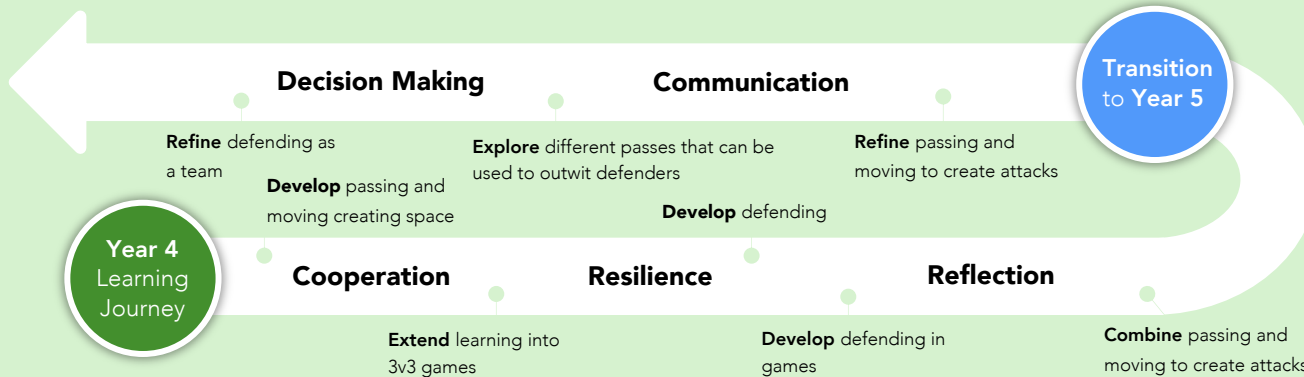 Decision Making
Communication
Transition
to Year 5
Refine defending as
a team
Explore different passes that can be
used to outwit defenders
Refine passing and
moving to create attacks
Develop passing and
moving creating space
Develop defending
Year 4
Learning
Journey
Cooperation
Resilience
Reflection
Extend learning into
3v3 games
Develop defending in
games
Combine passing and
moving to create attacks